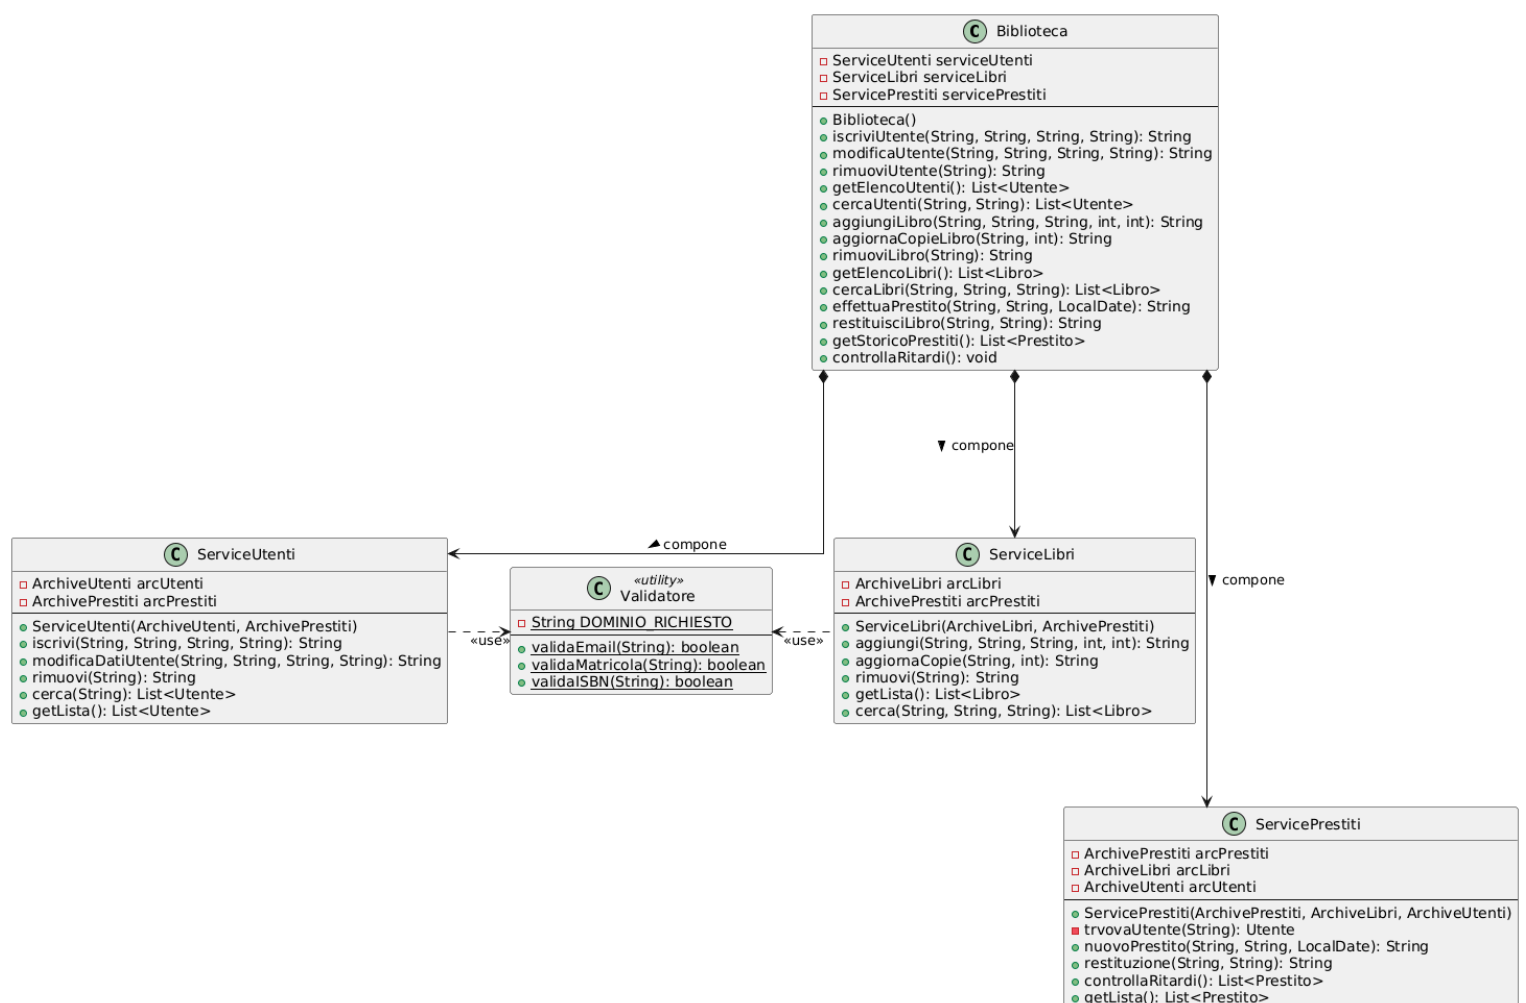 C Biblioteca
ServiceUtenti serviceUtenti
ServiceLibri serviceLibri
ServicePrestiti servicePrestiti
Biblioteca()
iscriviUtente(String, String, String, String): String
modificaUtente(String, String, String, String): String
rimuoviUtente(String): String
getElencoUtenti(): List<Utente>
cercaUtenti(String, String): List<Utente>
aggiungiLibro(String, String, String, int, int): String
aggiornaCopieLibro(String, int): String
rimuoviLibro(String): String
getElencoLibri(): List<Libro>
cercaLibri(String, String, String): List<Libro>
effettuaPrestito(String, String, LocalDate): String
restituisciLibro(String, String): String
getStoricoPrestiti(): List<Prestito>
controllaRitardi(): void
compone
compone
compone
C ServiceUtenti
ArchiveUtenti arcUtenti
ArchivePrestiti arcPrestiti
ServiceUtenti(ArchiveUtenti, ArchivePrestiti)
iscrivi(String, String, String, String): String
modificaDatiUtente(String, String, String, String): String
rimuovi(String): String
cerca(String): List<Utente>
getLista(): List<Utente>
«use»
C «utility»
Validatore
String DOMINIO_RICHIESTO
validaEmail(String): boolean
validaMatricola(String): boolean
validaISBN(String): boolean
«use»
C ServiceLibri
ArchiveLibri arcLibri
ArchivePrestiti arcPrestiti
ServiceLibri(ArchiveLibri, ArchivePrestiti)
aggiungi(String, String, String, int, int): String
aggiornaCopie(String, int): String
rimuovi(String): String
getLista(): List<Libro>
cerca(String, String, String): List<Libro>
C ServicePrestiti
ArchivePrestiti arcPrestiti
ArchiveLibri arcLibri
ArchiveUtenti arcUtenti
ServicePrestiti(ArchivePrestiti, ArchiveLibri, ArchiveUtenti)
trvovaUtente(String): Utente
nuovoPrestito(String, String, LocalDate): String
restituzione(String, String): String
controllaRitardi(): List<Prestito>
getLista(): List<Prestito>